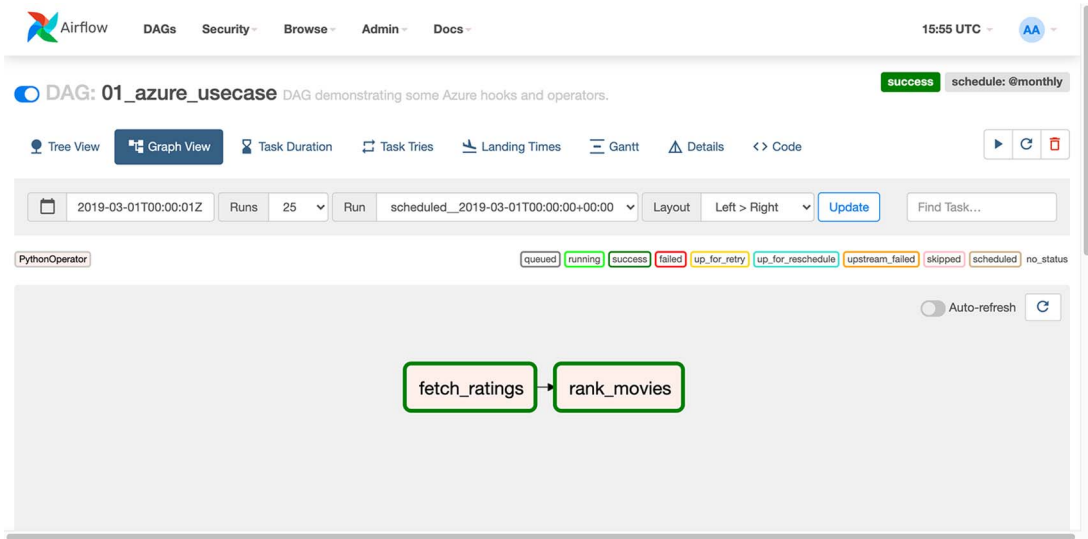 Airflow DAGs Security Browse Admin Docs 15:55 UTC AA
success schedule: @monthly
DAG: 01_azure_usecase DAG demonstrating some Azure hooks and operators.
Tree View Graph View Task Duration Task Tries Landing Times Gantt Details <> Code
2019-03-01T00:00:01Z Runs 25 Run scheduled__2019-03-01T00:00:00+00:00 Layout Left > Right Update Find Task...
PythonOperator queued running success failed up_for_retry up_for_reschedule upstream_failed skipped scheduled no_status
Auto-refresh
fetch_ratings rank_movies